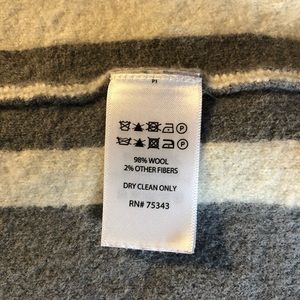 98% WOOL
2% OTHER FIBERS
DRY CLEAN ONLY
RN# 75343